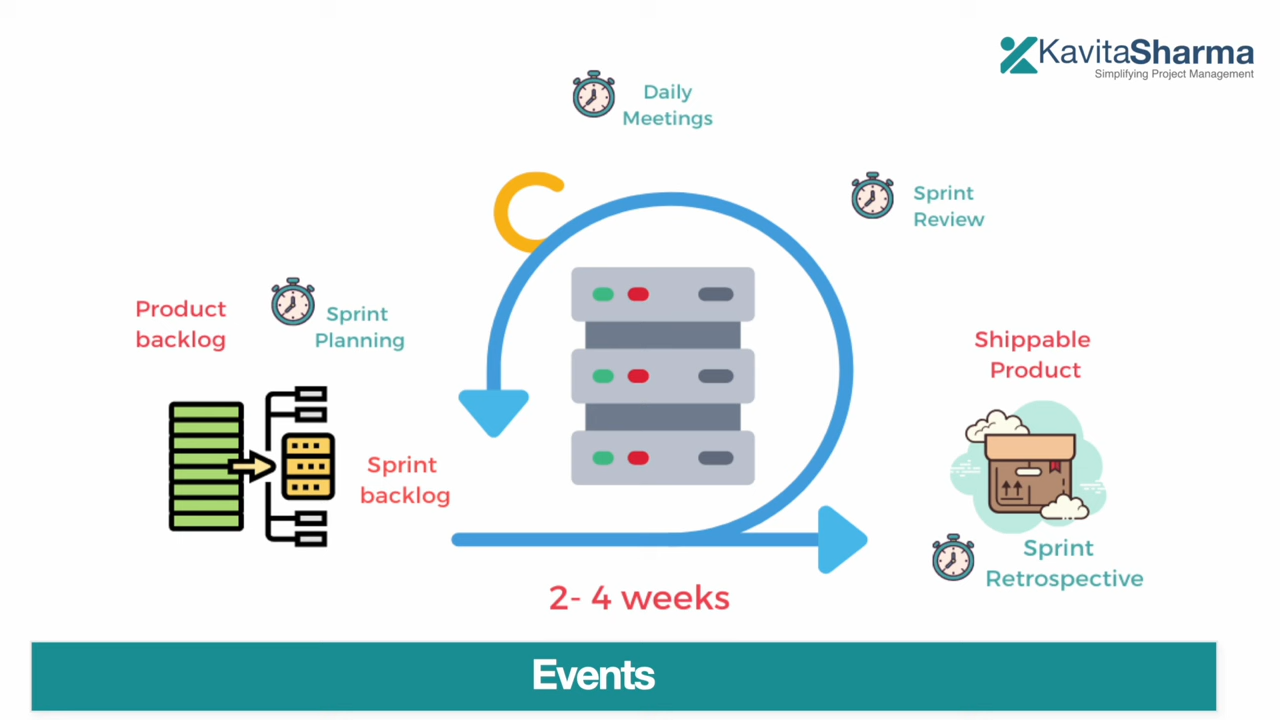 KavitaSharma
Simplifying Project Management
Daily
Meetings
Sprint
Review
Product
backlog
Sprint
Planning
Shippable
Product
Sprint
backlog
Sprint
Retrospective
2- 4 weeks
Events